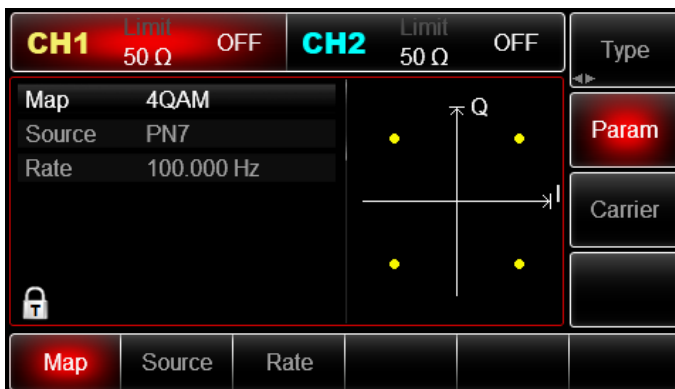 CH1 Limit 50 Ω OFF CH2 Limit 50 Ω OFF
Type
Map 4QAM
Source PN7
Rate 100.000 Hz
Q
I
Param
Carrier
T
Map Source Rate